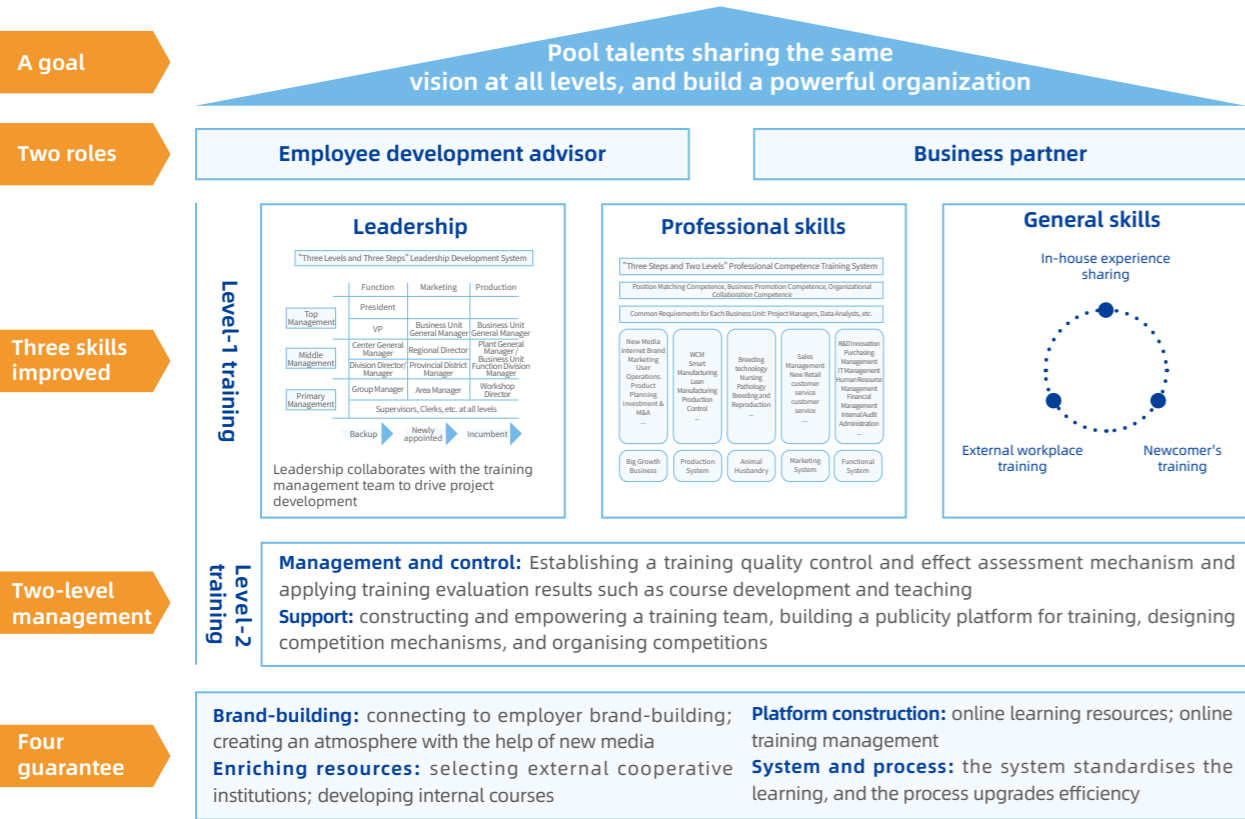 A goal
Pool talents sharing the same
vision at all levels, and build a powerful organization
Two roles
Employee development advisor
Business partner
Three skills
improved
Level-1 training
Leadership
"Three Levels and Three Steps" Leadership Development System
Function
Marketing
Production
Top
Management
President
VP
Business Unit
General Manager
Business Unit
General Manager
Middle
Management
Center General
Manager
Regional Director
Plant General
Manager /
Business Unit
Division Director/
Manager
Provincial District
Manager
Function Division
Manager
Primary
Management
Group Manager
Area Manager
Workshop
Director
Supervisors, Clerks, etc. at all levels
Backup
Newly
appointed
Incumbent
Leadership collaborates with the training
management team to drive project
development
Professional skills
"Three Steps and Two Levels" Professional Competence Training System
Position Matching Competence, Business Promotion Competence, Organizational
Collaboration Competence
Common Requirements for Each Business Unit: Project Managers, Data Analysts, etc.
New Media
Internet Brand
Marketing
User
Operations
Product
Planning
Investment &
M&A
...
WCM
Smart
Manufacturing
Lean
Manufacturing
Production
Control
...
Breeding
technology
Nursing
Pathology
Breeding and
Reproduction
...
Sales
Management
New Retail
customer
service
customer
service
...
R&D Innovation
Purchasing
Management
IT Management
Human Resource
Management
Financial
Management
Internal Audit
Administration
...
Big Growth
Business
Production
System
Animal
Husbandry
Marketing
System
Functional
System
General skills
In-house experience
sharing
External workplace
training
Newcomer's
training
Two-level
management
Level-2
training
Management and control: Establishing a training quality control and effect assessment mechanism and
applying training evaluation results such as course development and teaching
Support: constructing and empowering a training team, building a publicity platform for training, designing
competition mechanisms, and organising competitions
Four
guarantee
Brand-building: connecting to employer brand-building;
creating an atmosphere with the help of new media
Enriching resources: selecting external cooperative
institutions; developing internal courses
Platform construction: online learning resources; online
training management
System and process: the system standardises the
learning, and the process upgrades efficiency